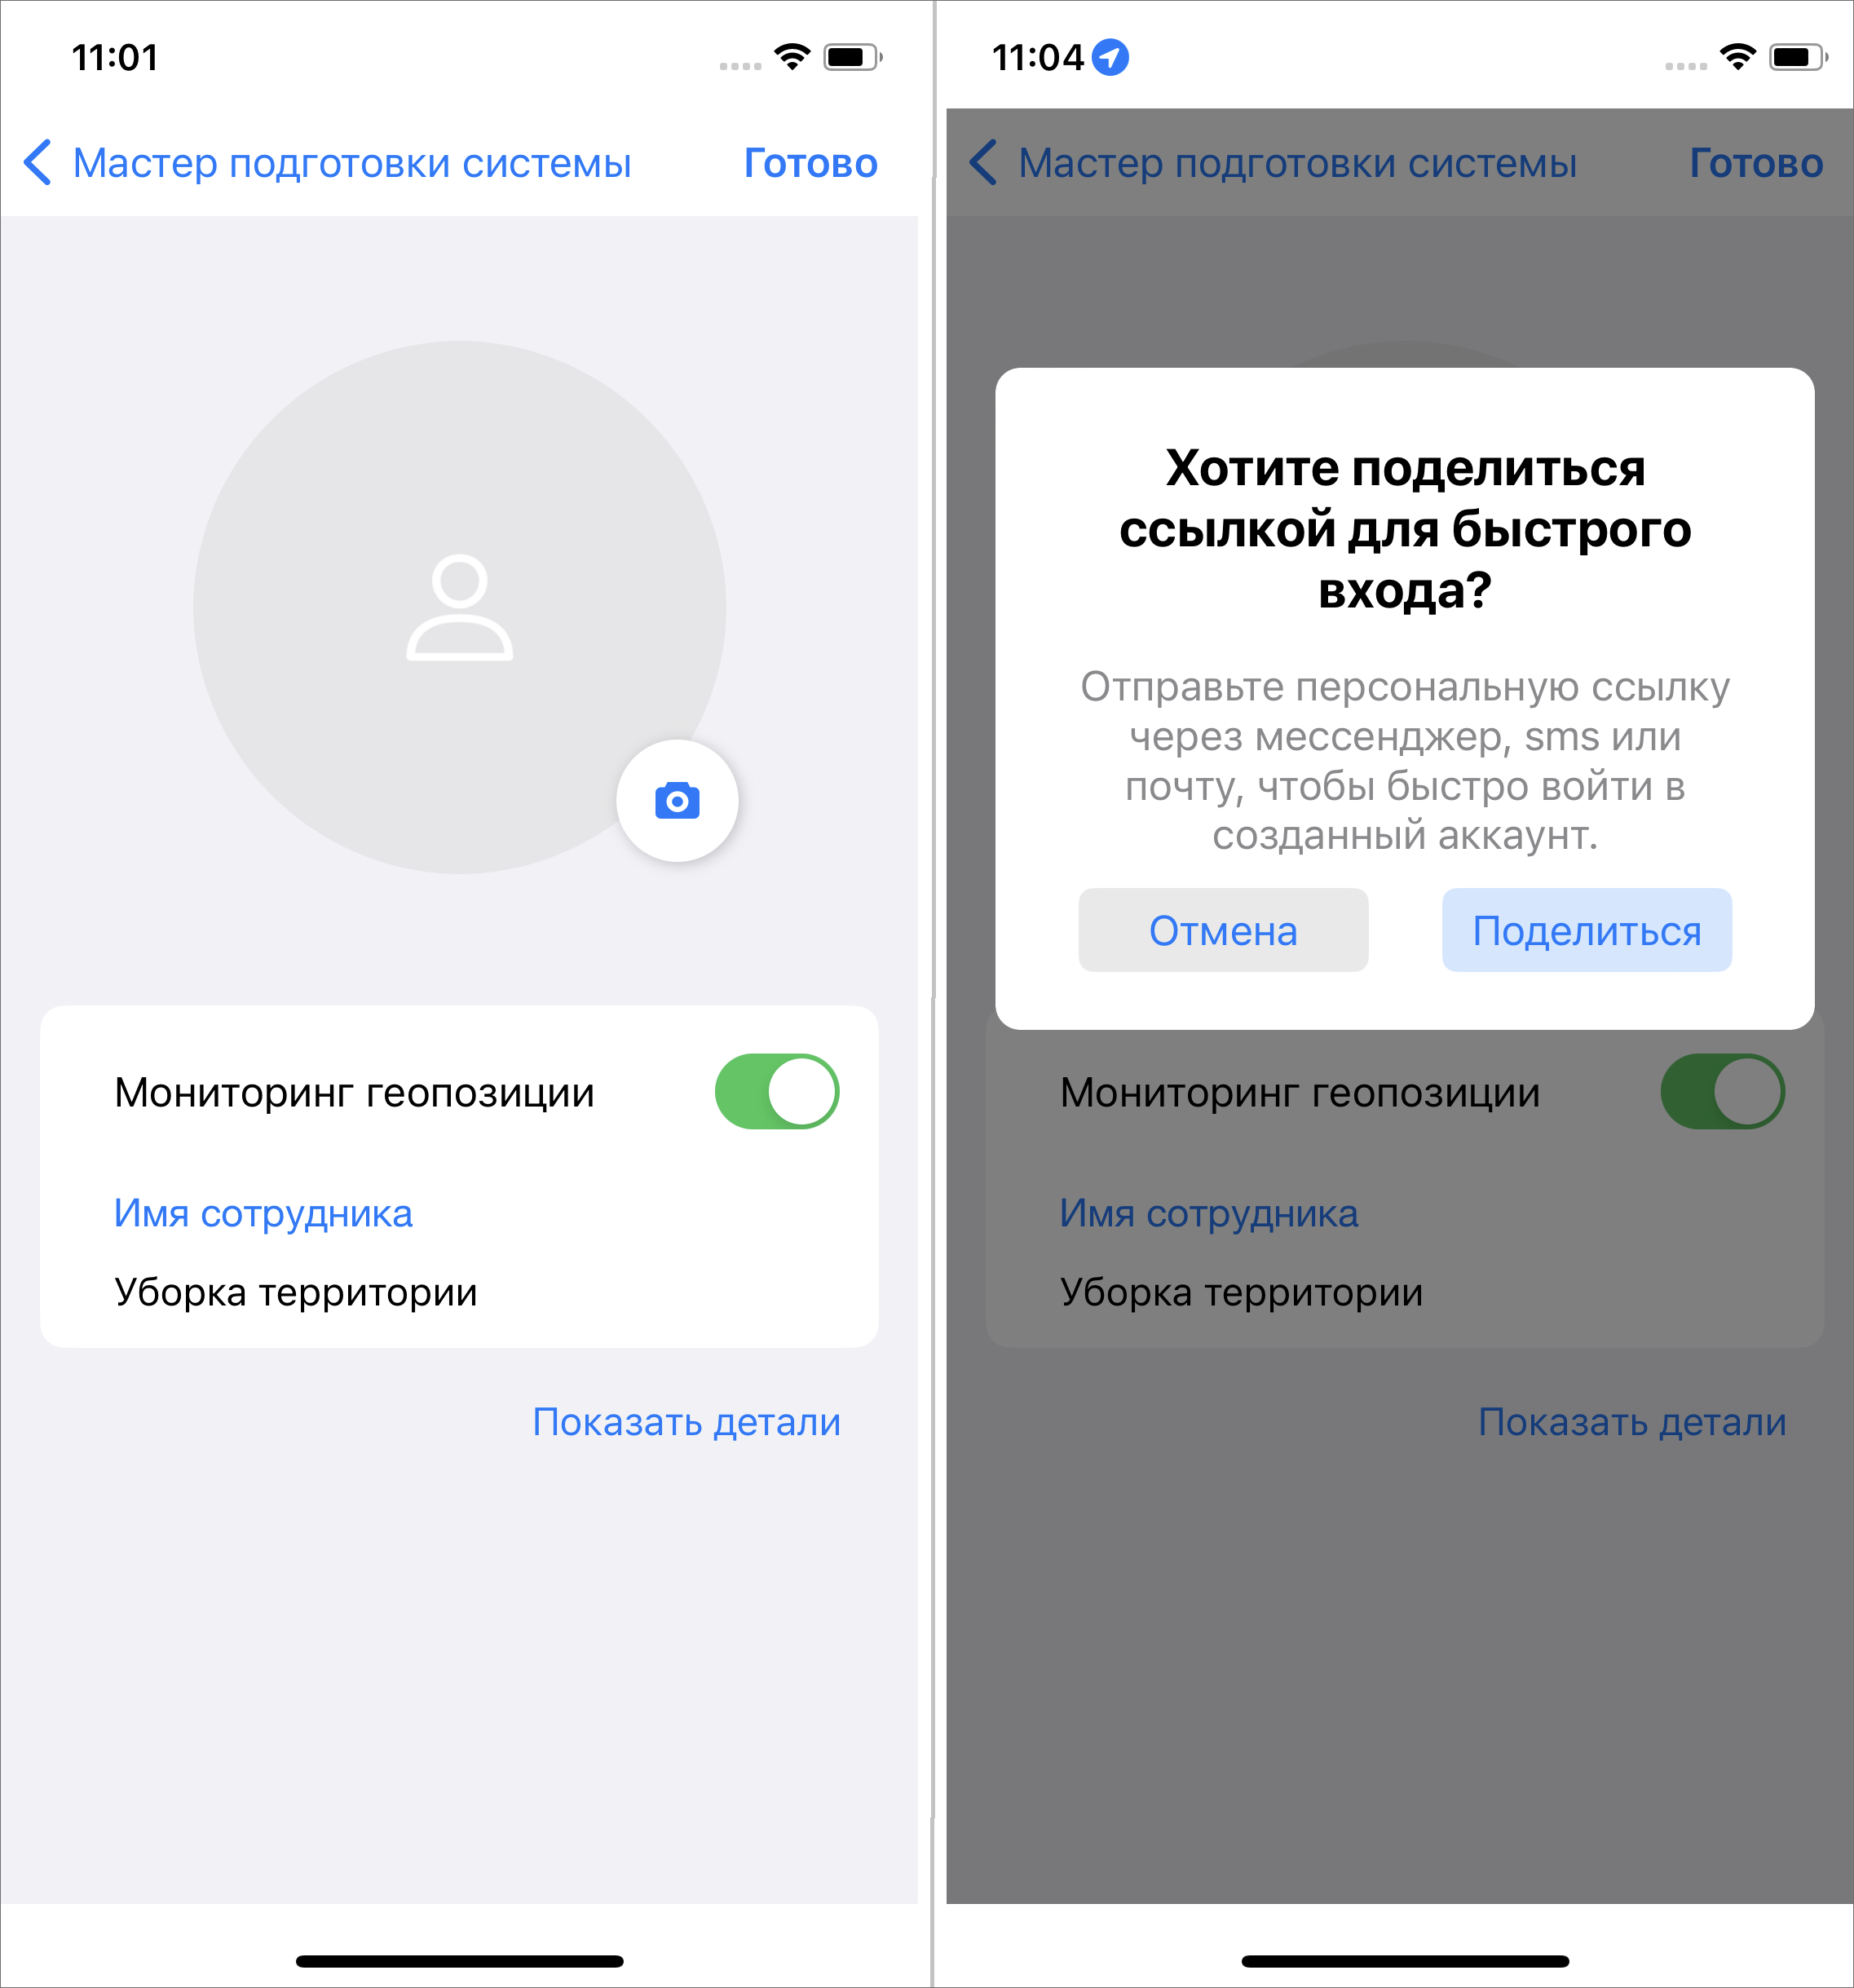 11:01
Мастер подготовки системы
Готово
Мониторинг геопозиции
Имя сотрудника
Уборка территории
Показать детали
11:04
Мастер подготовки системы
Готово
Хотите поделиться
ссылкой для быстрого
входа?
Отправьте персональную ссылку
через мессенджер, sms или
почту, чтобы быстро войти в
созданный аккаунт.
Отмена
Поделиться
Мониторинг геопозиции
Имя сотрудника
Уборка территории
Показать детали